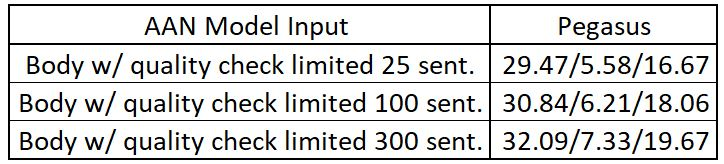 AAN Model Input Pegasus
Body w/ quality check limited 25 sent. 29.47/5.58/16.67
Body w/ quality check limited 100 sent. 30.84/6.21/18.06
Body w/ quality check limited 300 sent. 32.09/7.33/19.67